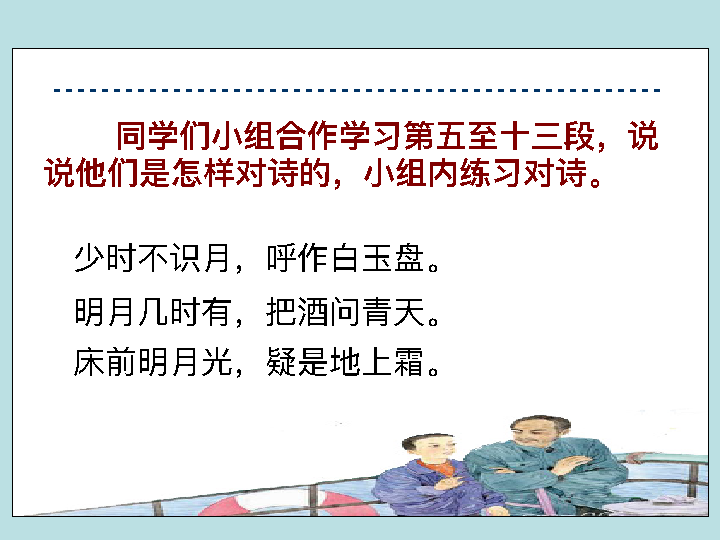 同学们小组合作学习第五至十三段，说
说他们是怎样对诗的，小组内练习对诗。
少时不识月，呼作白玉盘。
明月几时有，把酒问青天。
床前明月光，疑是地上霜。